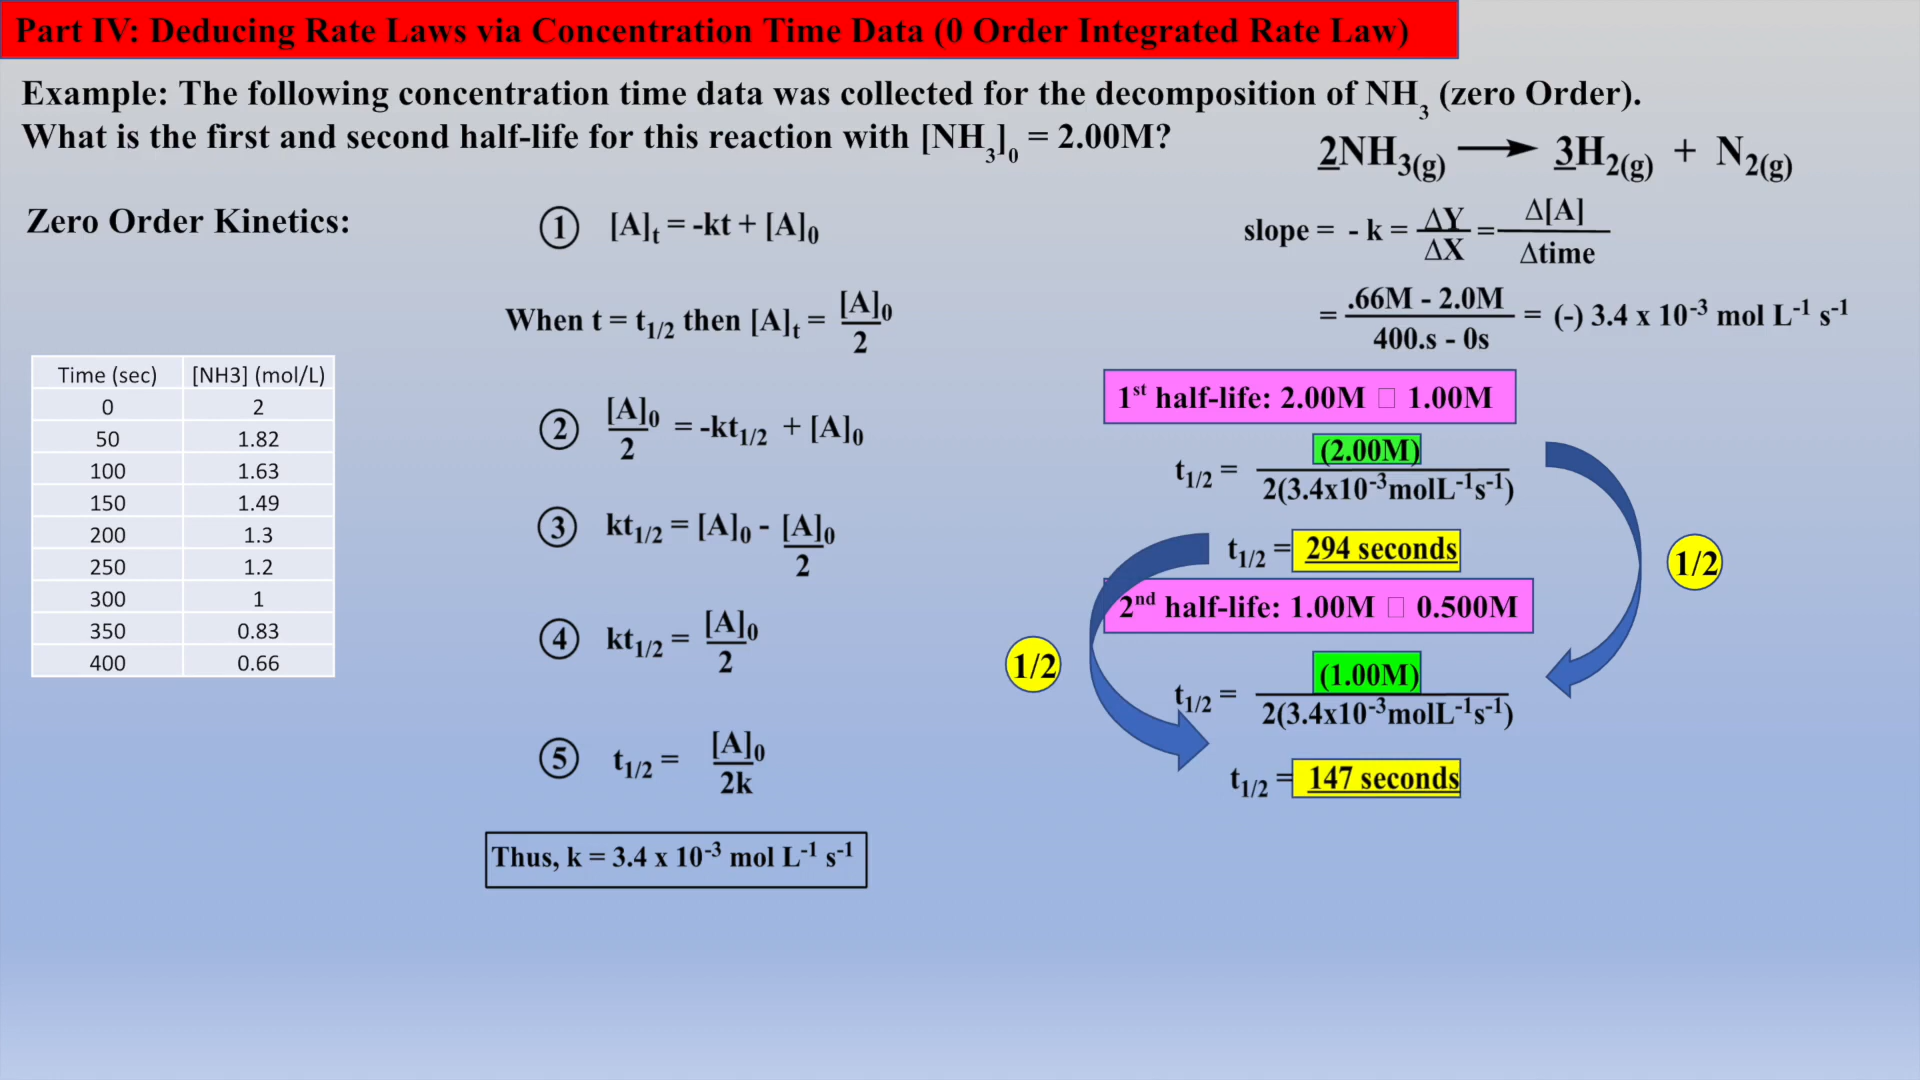 Part IV: Deducing Rate Laws via Concentration Time Data (0 Order Integrated Rate Law)
Example: The following concentration time data was collected for the decomposition of NH₃ (zero Order).
What is the first and second half-life for this reaction with [NH₃]₀ = 2.00M?
2NH₃(g) ⟶ 3H₂(g) + N₂(g)
Zero Order Kinetics:
① [A]ₜ = -kt + [A]₀
When t = t₁/₂ then [A]ₜ = [A]₀ / 2
② [A]₀ / 2 = -kt₁/₂ + [A]₀
③ kt₁/₂ = [A]₀ - [A]₀ / 2
④ kt₁/₂ = [A]₀ / 2
⑤ t₁/₂ = [A]₀ / 2k
Thus, k = 3.4 x 10⁻³ mol L⁻¹ s⁻¹
Time (sec) [NH3] (mol/L)
0 2
50 1.82
100 1.63
150 1.49
200 1.3
250 1.2
300 1
350 0.83
400 0.66
slope = - k = ΔY / ΔX = Δ[A] / Δtime
= .66M - 2.0M / 400.s - 0s = (-) 3.4 x 10⁻³ mol L⁻¹ s⁻¹
1st half-life: 2.00M □ 1.00M
t₁/₂ = (2.00M) / 2(3.4x10⁻³molL⁻¹s⁻¹)
t₁/₂ = 294 seconds
1/2
2nd half-life: 1.00M □ 0.500M
1/2
t₁/₂ = (1.00M) / 2(3.4x10⁻³molL⁻¹s⁻¹)
t₁/₂ = 147 seconds